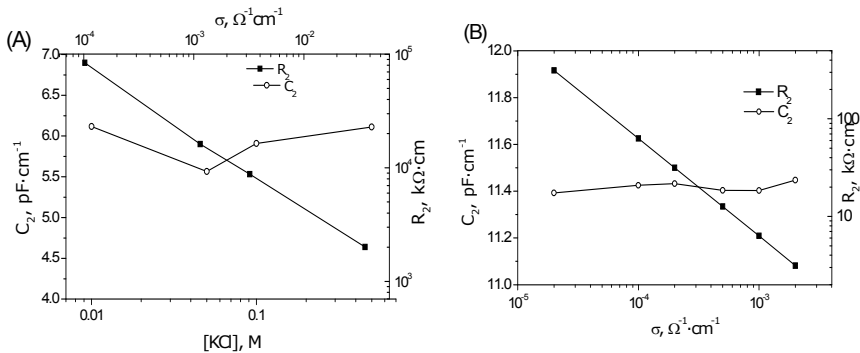 (A)
σ, Ω⁻¹cm⁻¹
10⁻⁴ 10⁻³ 10⁻²
7.0
6.5
6.0
5.5
5.0
4.5
4.0
C₂, pF·cm⁻¹
R₂
C₂
10⁵
10⁴
10³
R₂, kΩ·cm
0.01 0.1
[KCl], M
(B)
12.0
11.8
11.6
11.4
11.2
11.0
C₂, pF·cm⁻¹
R₂
C₂
100
10
R₂, kΩ·cm
10⁻⁵ 10⁻⁴ 10⁻³
σ, Ω⁻¹·cm⁻¹